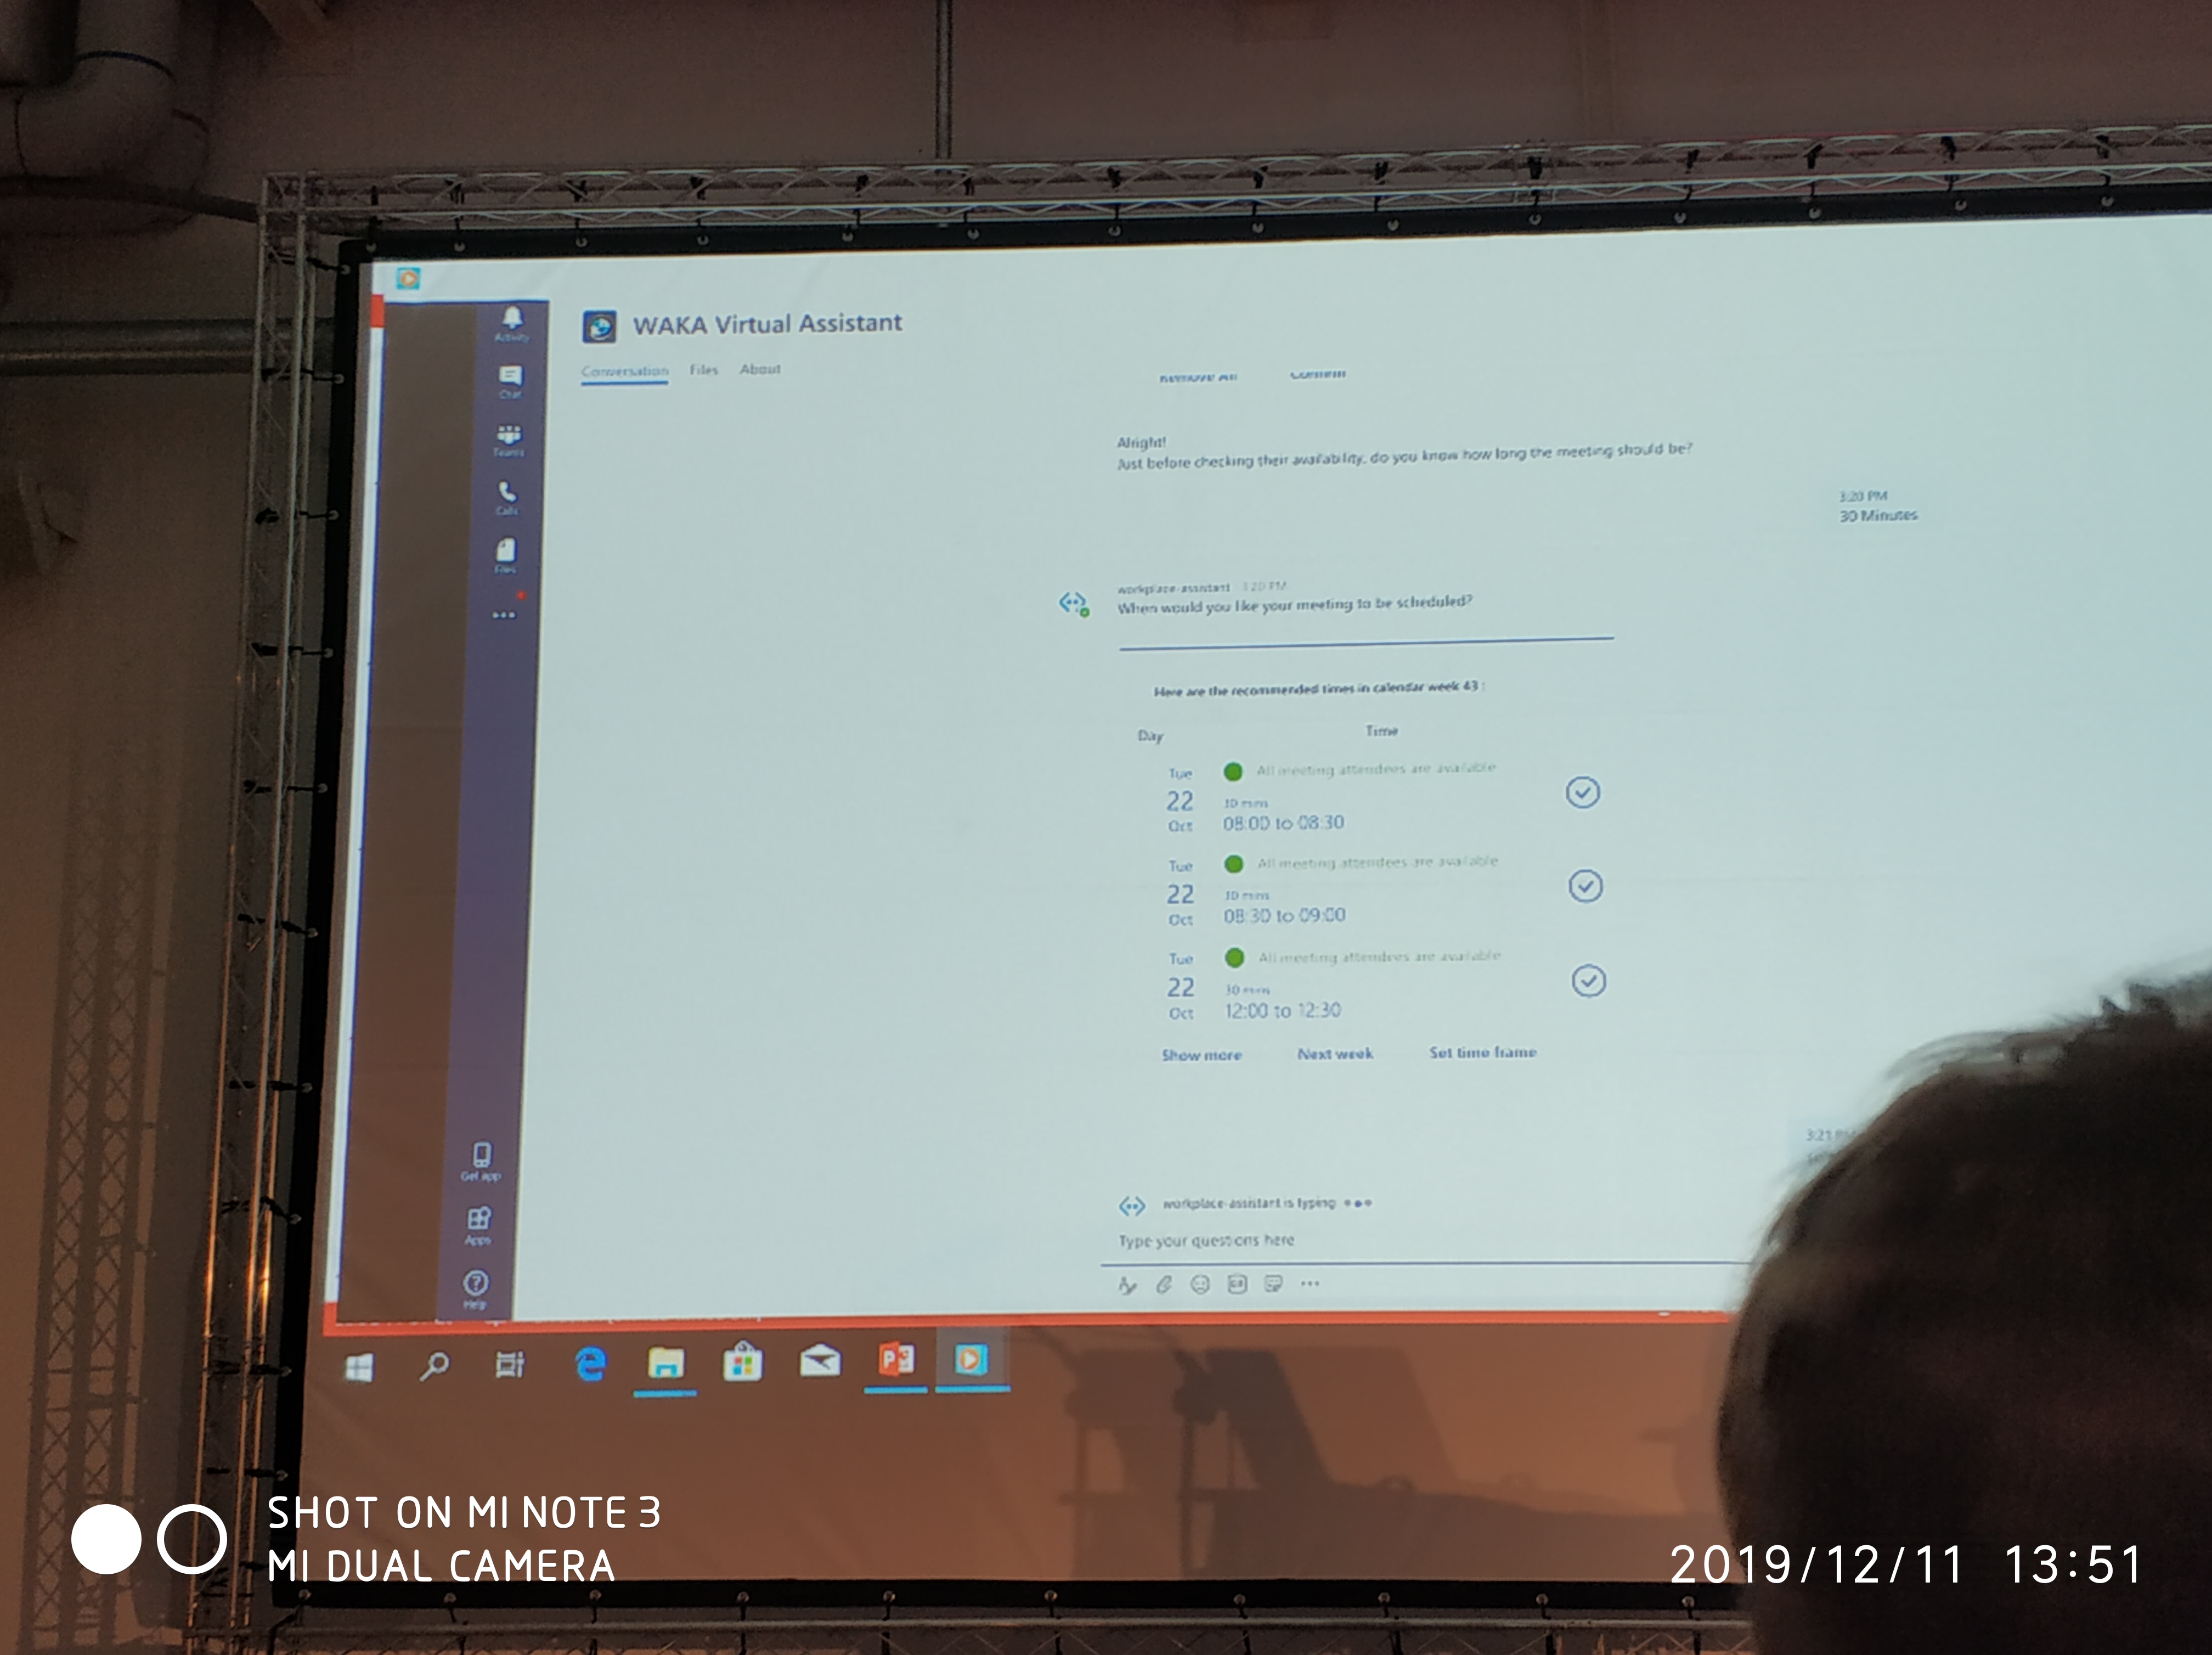 WAKA Virtual Assistant
Conversation Files About
Activity
Chat
Teams
Calls
Files
Remove All Confirm
Alright!
Just before checking their availability, do you know how long the meeting should be?
3:20 PM
30 Minutes
workplace-assistant 3:20 PM
When would you like your meeting to be scheduled?
Here are the recommended times in calendar week 43 :
Day Time
Tue All meeting attendees are available
22 30 mins
Oct 08:00 to 08:30
Tue All meeting attendees are available
22 30 mins
Oct 08:30 to 09:00
Tue All meeting attendees are available
22 30 mins
Oct 12:00 to 12:30
Show more Next week Set time frame
3:21
workplace-assistant is typing
Type your questions here
Get app
Apps
Help
SHOT ON MI NOTE 3
MI DUAL CAMERA
2019/12/11 13:51